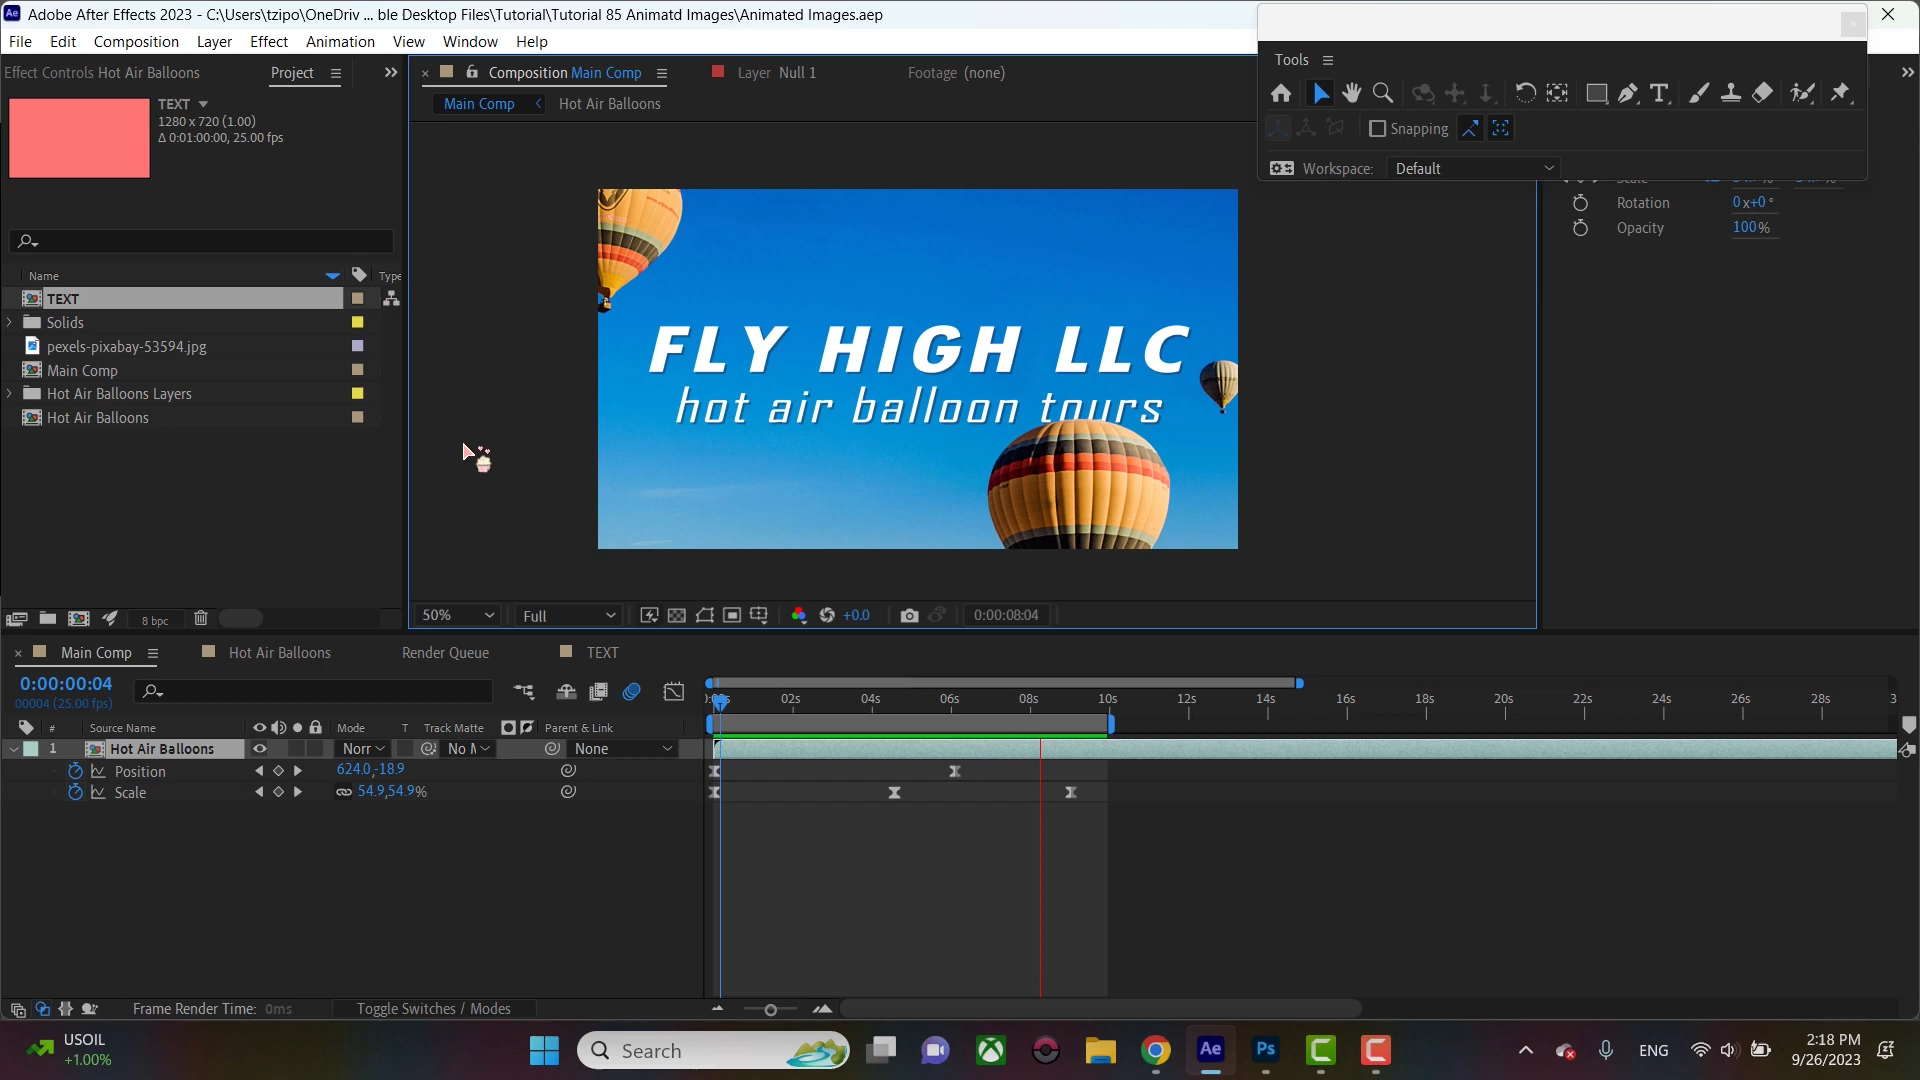 Adobe After Effects 2023 - C:\Users\tzipo\OneDriv ... ble Desktop Files\Tutorial\Tutorial 85 Animatd Images\Animated Images.aep
File Edit Composition Layer Effect Animation View Window Help
Effect Controls Hot Air Balloons Project
Composition Main Comp Layer Null 1 Footage (none)
Tools
Main Comp Hot Air Balloons
TEXT
1280 x 720 (1.00)
Δ 0:01:00:00, 25.00 fps
Snapping
Workspace: Default
Rotation 0x+0°
Opacity 100%
Name Type
TEXT
Solids
pexels-pixabay-53594.jpg
Main Comp
Hot Air Balloons Layers
Hot Air Balloons
FLY HIGH LLC
hot air balloon tours
8 bpc
50% Full +0.0 0:00:08:04
Main Comp Hot Air Balloons Render Queue TEXT
0:00:00:04
00004 (25.00 fps)
02s 04s 06s 08s 10s 12s 14s 16s 18s 20s 22s 24s 26s 28s 3
# Source Name Mode T Track Matte Parent & Link
1 Hot Air Balloons Norr No M None
Position 624.0,-18.9
Scale 54.9,54.9%
Frame Render Time: 0ms Toggle Switches / Modes
USOIL
+1.00%
Search
Ae Ps
ENG
2:18 PM
9/26/2023